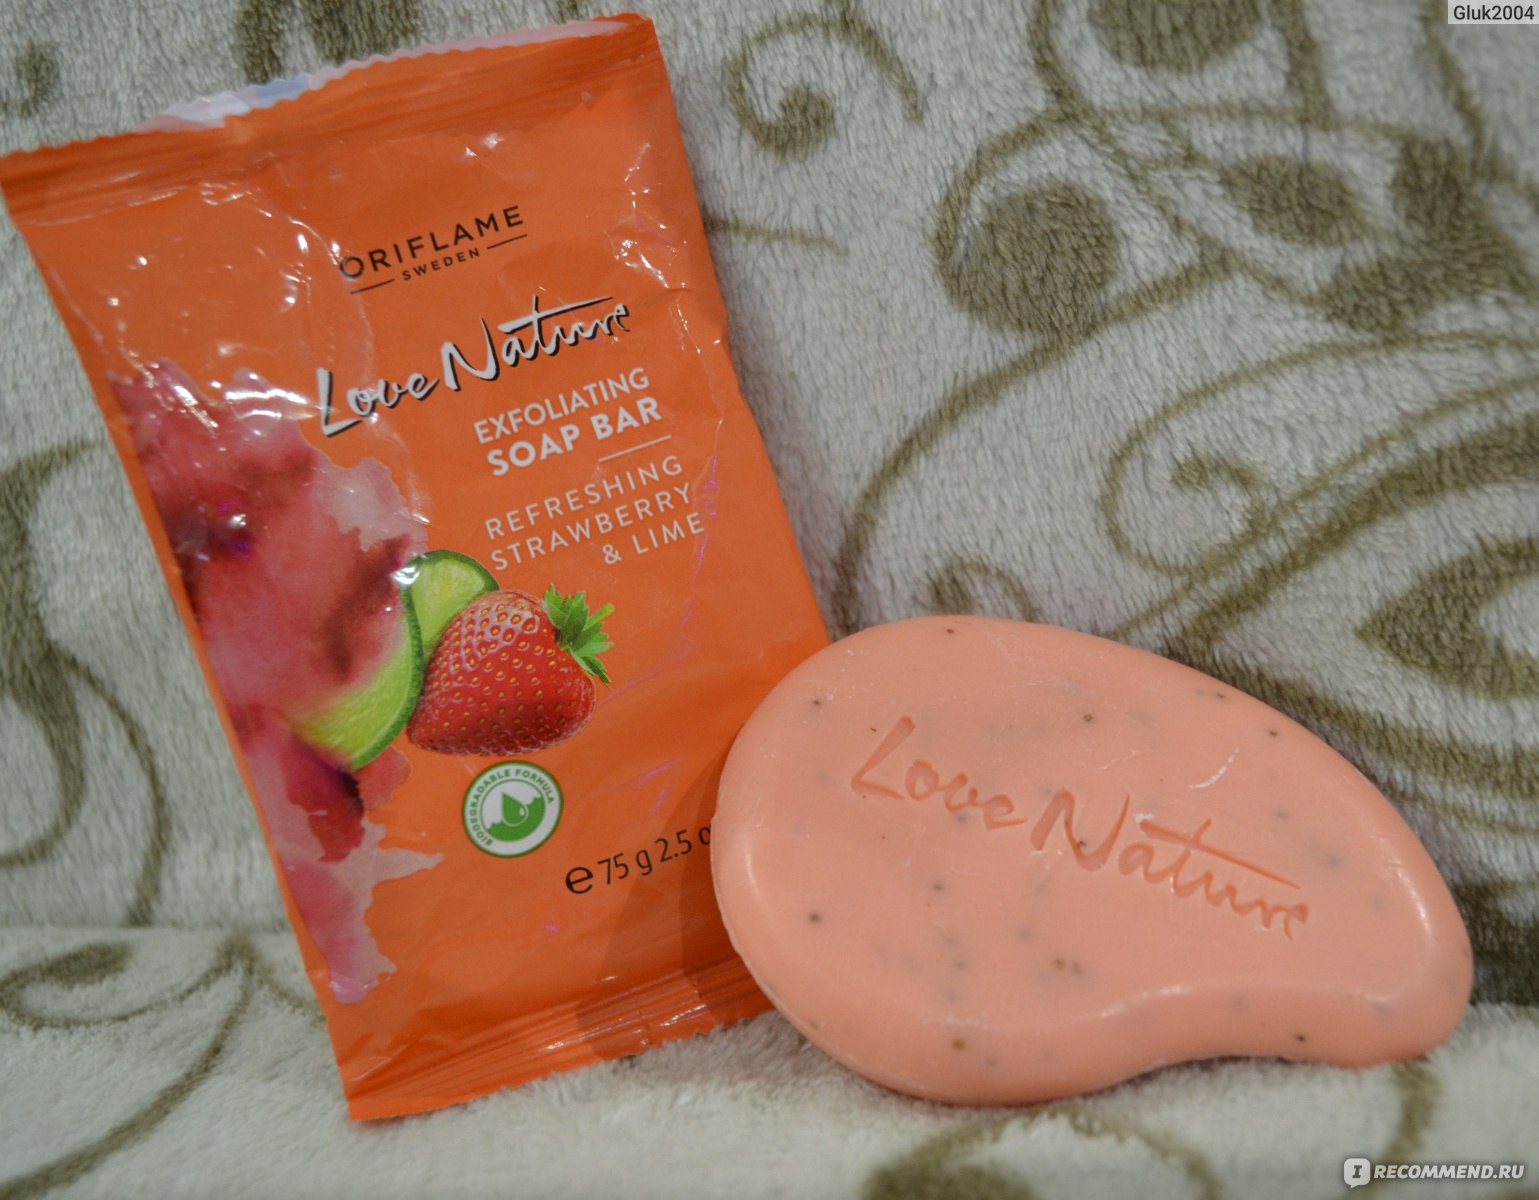 Gluk2004
ORIFLAME
SWEDEN
Love Nature
EXFOLIATING
SOAP BAR
REFRESHING
STRAWBERRY
& LIME
BIODEGRADABLE FORMULA
e 75 g 2.5
Love Nature
I RECOMMEND.RU